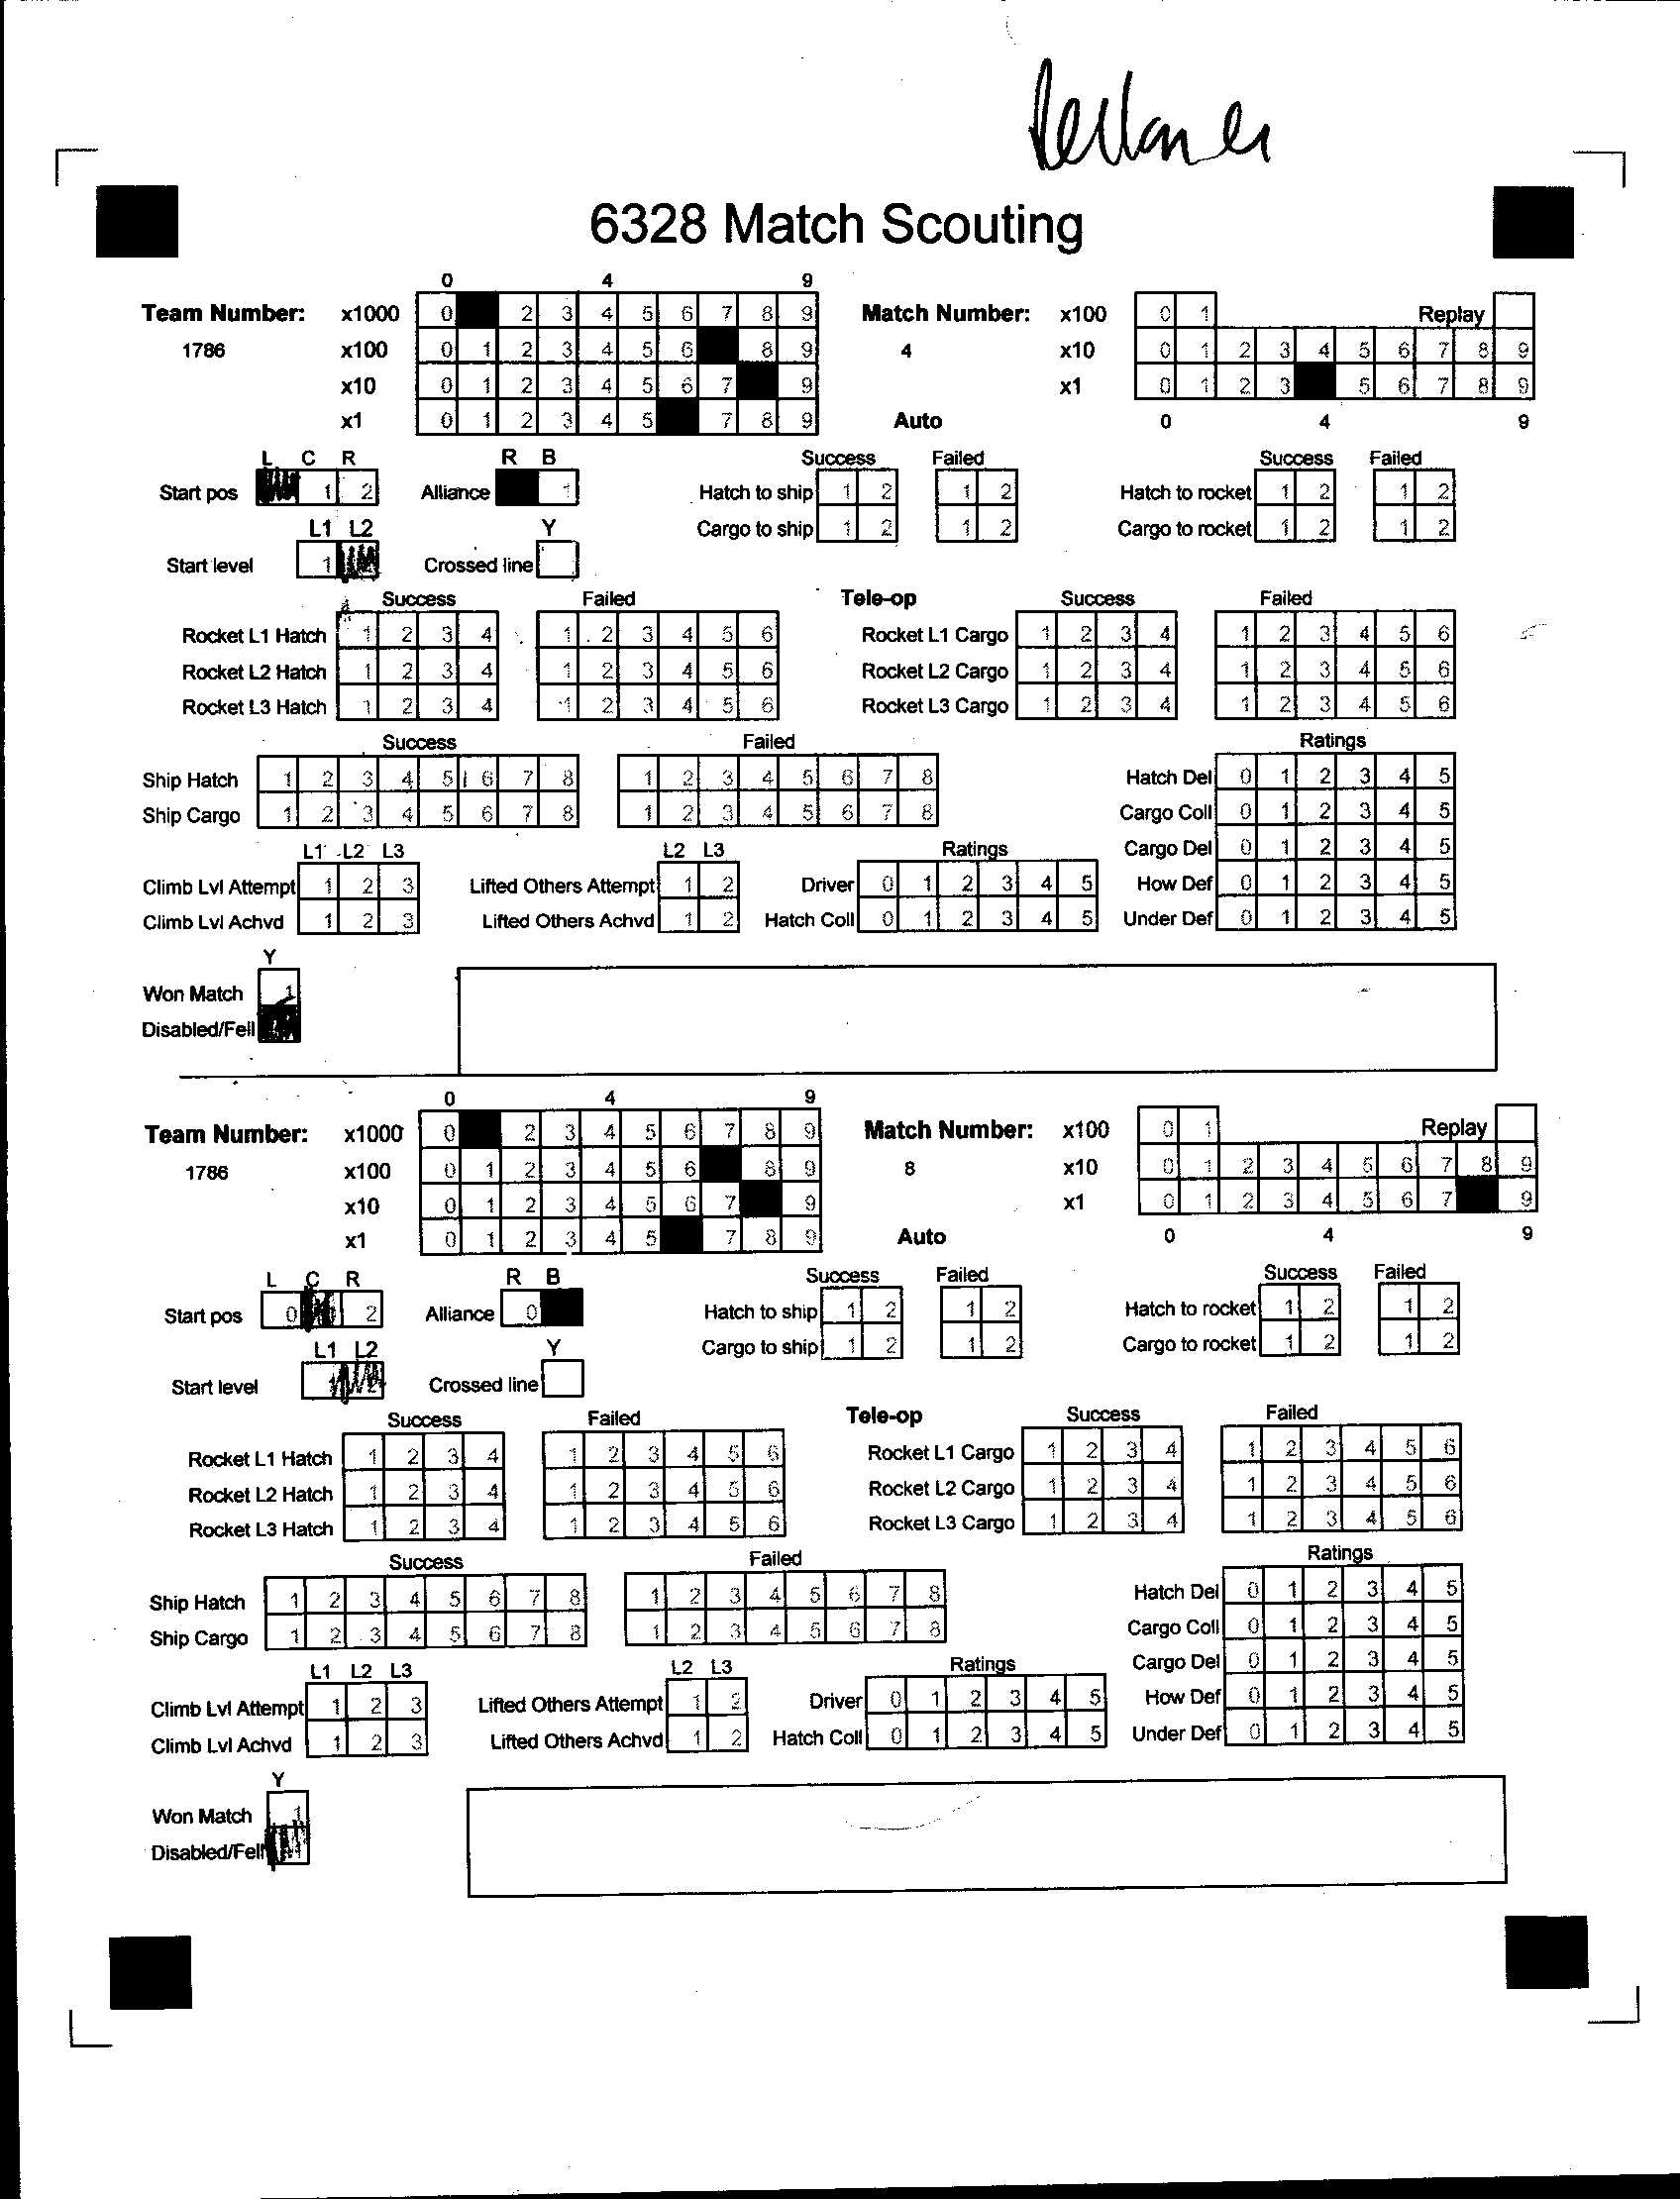 6328 Match Scouting
0 4 9
Team Number: x1000 0 2 3 4 5 6 7 8 9 Match Number: x100 0 1 Replay
1786 x100 0 1 2 3 4 5 6 8 9 4 x10 0 1 2 3 4 5 6 7 8 9
x10 0 1 2 3 4 5 6 7 9 x1 0 1 2 3 5 6 7 8 9
x1 0 1 2 3 4 5 7 8 9 Auto 0 4 9
L C R R B Success Failed Success Failed
Start pos 1 2 Alliance 1 Hatch to ship 1 2 1 2 Hatch to rocket 1 2 1 2
L1 L2 Y Cargo to ship 1 2 1 2 Cargo to rocket 1 2 1 2
Start level 1 Crossed line
Success Failed Tele-op Success Failed
Rocket L1 Hatch 1 2 3 4 1 2 3 4 5 6 Rocket L1 Cargo 1 2 3 4 1 2 3 4 5 6
Rocket L2 Hatch 1 2 3 4 1 2 3 4 5 6 Rocket L2 Cargo 1 2 3 4 1 2 3 4 5 6
Rocket L3 Hatch 1 2 3 4 1 2 3 4 5 6 Rocket L3 Cargo 1 2 3 4 1 2 3 4 5 6
Success Failed Ratings
Ship Hatch 1 2 3 4 5 6 7 8 1 2 3 4 5 6 7 8 Hatch Del 0 1 2 3 4 5
Ship Cargo 1 2 3 4 5 6 7 8 1 2 3 4 5 6 7 8 Cargo Coll 0 1 2 3 4 5
L1 L2 L3 L2 L3 Ratings Cargo Del 0 1 2 3 4 5
Climb Lvl Attempt 1 2 3 Lifted Others Attempt 1 2 Driver 0 1 2 3 4 5 How Def 0 1 2 3 4 5
Climb Lvl Achvd 1 2 3 Lifted Others Achvd 1 2 Hatch Coll 0 1 2 3 4 5 Under Def 0 1 2 3 4 5
Y
Won Match 1
Disabled/Fell
0 4 9
Team Number: x1000 0 2 3 4 5 6 7 8 9 Match Number: x100 0 1 Replay
1786 x100 0 1 2 3 4 5 6 8 9 8 x10 0 1 2 3 4 5 6 7 8 9
x10 0 1 2 3 4 5 6 7 9 x1 0 1 2 3 4 5 6 7 9
x1 0 1 2 3 4 5 7 8 9 Auto 0 4 9
L C R R B Success Failed Success Failed
Start pos 0 2 Alliance 0 Hatch to ship 1 2 1 2 Hatch to rocket 1 2 1 2
L1 L2 Y Cargo to ship 1 2 1 2 Cargo to rocket 1 2 1 2
Start level Crossed line
Success Failed Tele-op Success Failed
Rocket L1 Hatch 1 2 3 4 1 2 3 4 5 6 Rocket L1 Cargo 1 2 3 4 1 2 3 4 5 6
Rocket L2 Hatch 1 2 3 4 1 2 3 4 5 6 Rocket L2 Cargo 1 2 3 4 1 2 3 4 5 6
Rocket L3 Hatch 1 2 3 4 1 2 3 4 5 6 Rocket L3 Cargo 1 2 3 4 1 2 3 4 5 6
Success Failed Ratings
Ship Hatch 1 2 3 4 5 6 7 8 1 2 3 4 5 6 7 8 Hatch Del 0 1 2 3 4 5
Ship Cargo 1 2 3 4 5 6 7 8 1 2 3 4 5 6 7 8 Cargo Coll 0 1 2 3 4 5
L1 L2 L3 L2 L3 Ratings Cargo Del 0 1 2 3 4 5
Climb Lvl Attempt 1 2 3 Lifted Others Attempt 1 2 Driver 0 1 2 3 4 5 How Def 0 1 2 3 4 5
Climb Lvl Achvd 1 2 3 Lifted Others Achvd 1 2 Hatch Coll 0 1 2 3 4 5 Under Def 0 1 2 3 4 5
Y
Won Match 1
Disabled/Fell